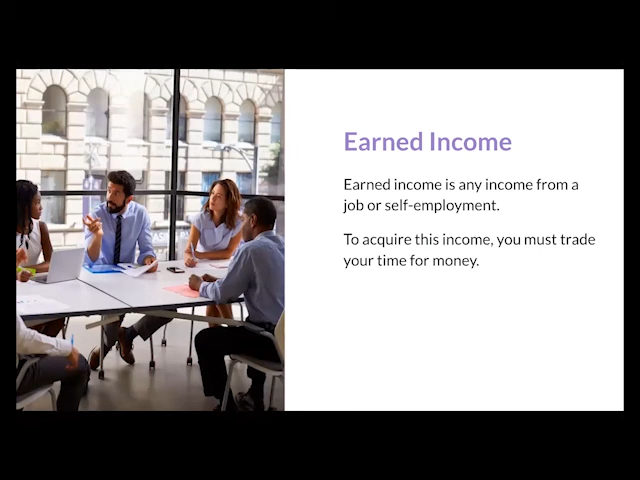 Earned Income
Earned income is any income from a
job or self-employment.
To acquire this income, you must trade
your time for money.